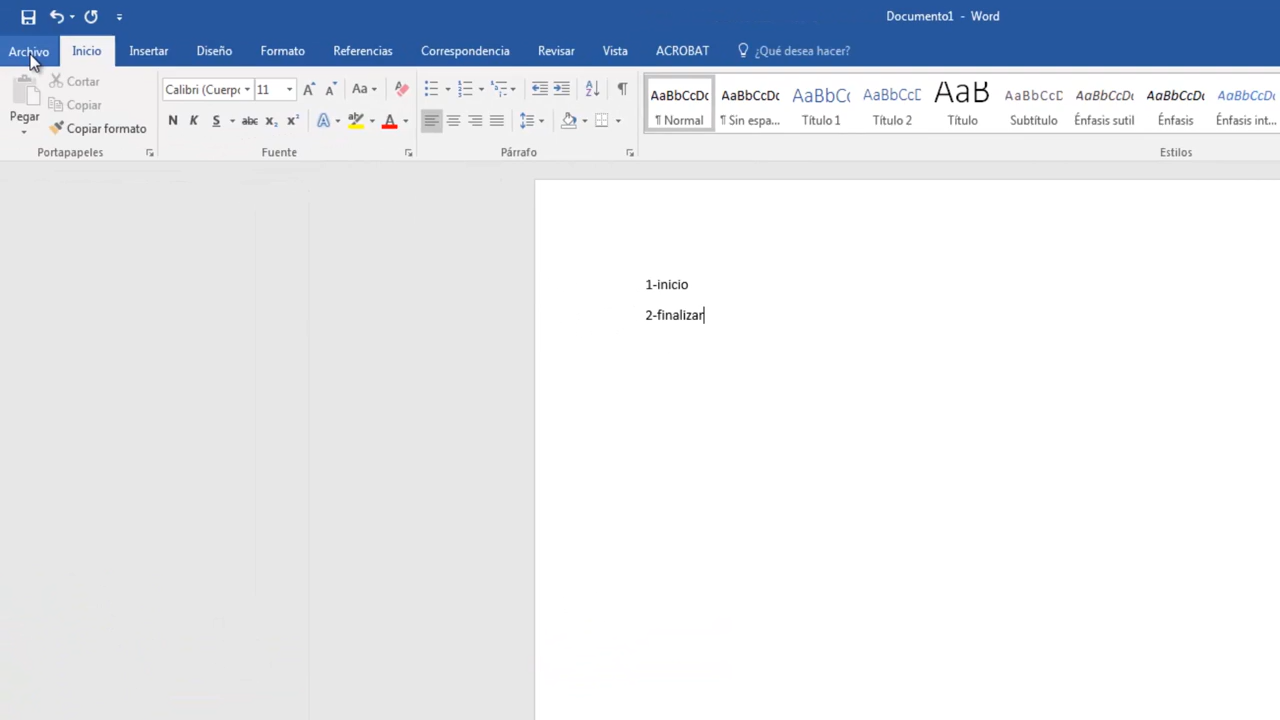 Documento1 - Word
Archivo Inicio Insertar Diseño Formato Referencias Correspondencia Revisar Vista ACROBAT ¿Qué desea hacer?
Pegar
Cortar
Copiar
Copiar formato
Portapapeles
Calibri (Cuerpo 11
Aa
N K S abc x₂ x²
A A
Fuente
Párrafo
AaBbCcDc AaBbCcDc AaBbCc AaBbCcD AaB AaBbCcD AaBbCcDc AaBbCcDc AaBbCcDc
¶ Normal ¶ Sin espa... Título 1 Título 2 Título Subtítulo Énfasis sutil Énfasis Énfasis int...
Estilos
1-inicio
2-finalizar